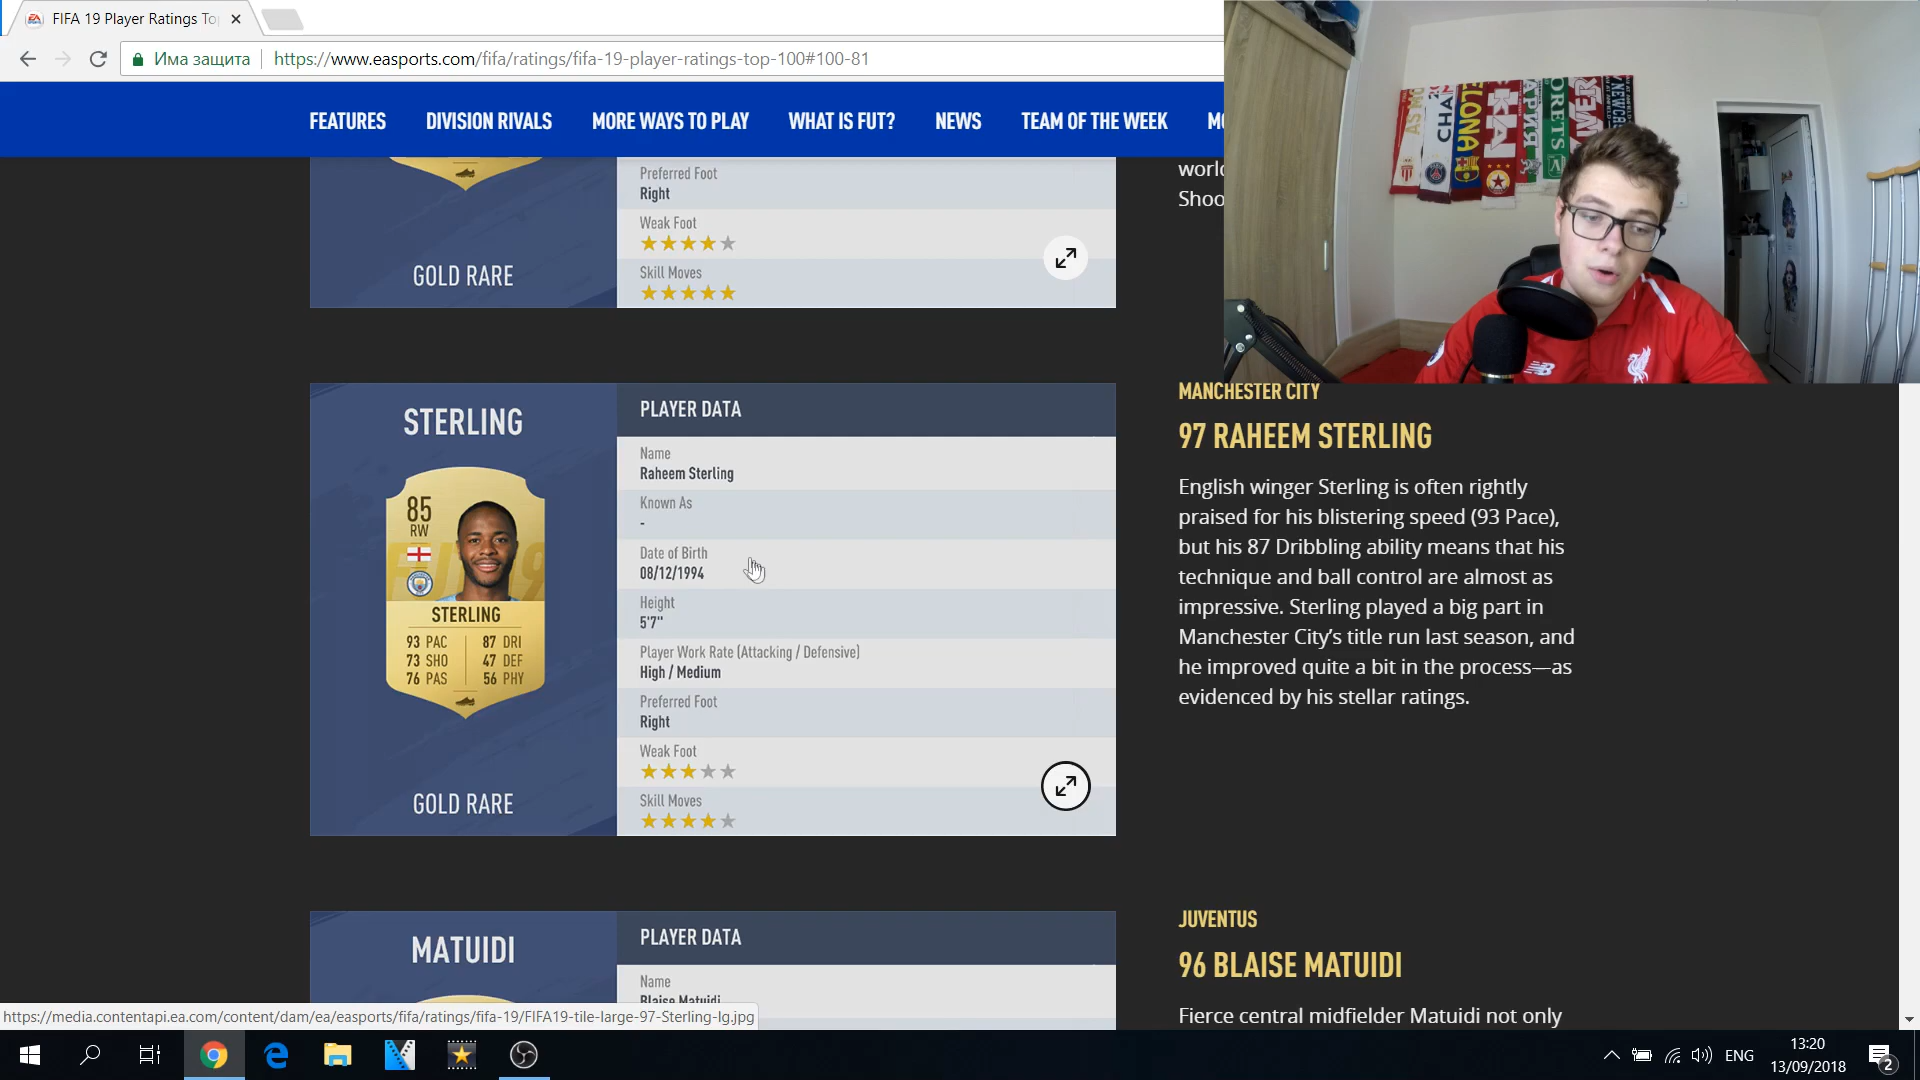 FIFA 19 Player Ratings To
Има защита
https://www.easports.com/fifa/ratings/fifa-19-player-ratings-top-100#100-81
FEATURES
DIVISION RIVALS
MORE WAYS TO PLAY
WHAT IS FUT?
NEWS
TEAM OF THE WEEK
MO
Preferred Foot
Right
Weak Foot
Skill Moves
GOLD RARE
world
Shoo
STERLING
85
RW
STERLING
93 PAC 87 DRI
73 SHO 47 DEF
76 PAS 56 PHY
GOLD RARE
PLAYER DATA
Name
Raheem Sterling
Known As
-
Date of Birth
08/12/1994
Height
5'7"
Player Work Rate (Attacking / Defensive)
High / Medium
Preferred Foot
Right
Weak Foot
Skill Moves
MANCHESTER CITY
97 RAHEEM STERLING
English winger Sterling is often rightly
praised for his blistering speed (93 Pace),
but his 87 Dribbling ability means that his
technique and ball control are almost as
impressive. Sterling played a big part in
Manchester City’s title run last season, and
he improved quite a bit in the process—as
evidenced by his stellar ratings.
MATUIDI
PLAYER DATA
Name
Blaise Matuidi
JUVENTUS
96 BLAISE MATUIDI
Fierce central midfielder Matuidi not only
https://media.contentapi.ea.com/content/dam/ea/easports/fifa/ratings/fifa-19/FIFA19-tile-large-97-Sterling-lg.jpg
ENG
13:20
13/09/2018
2